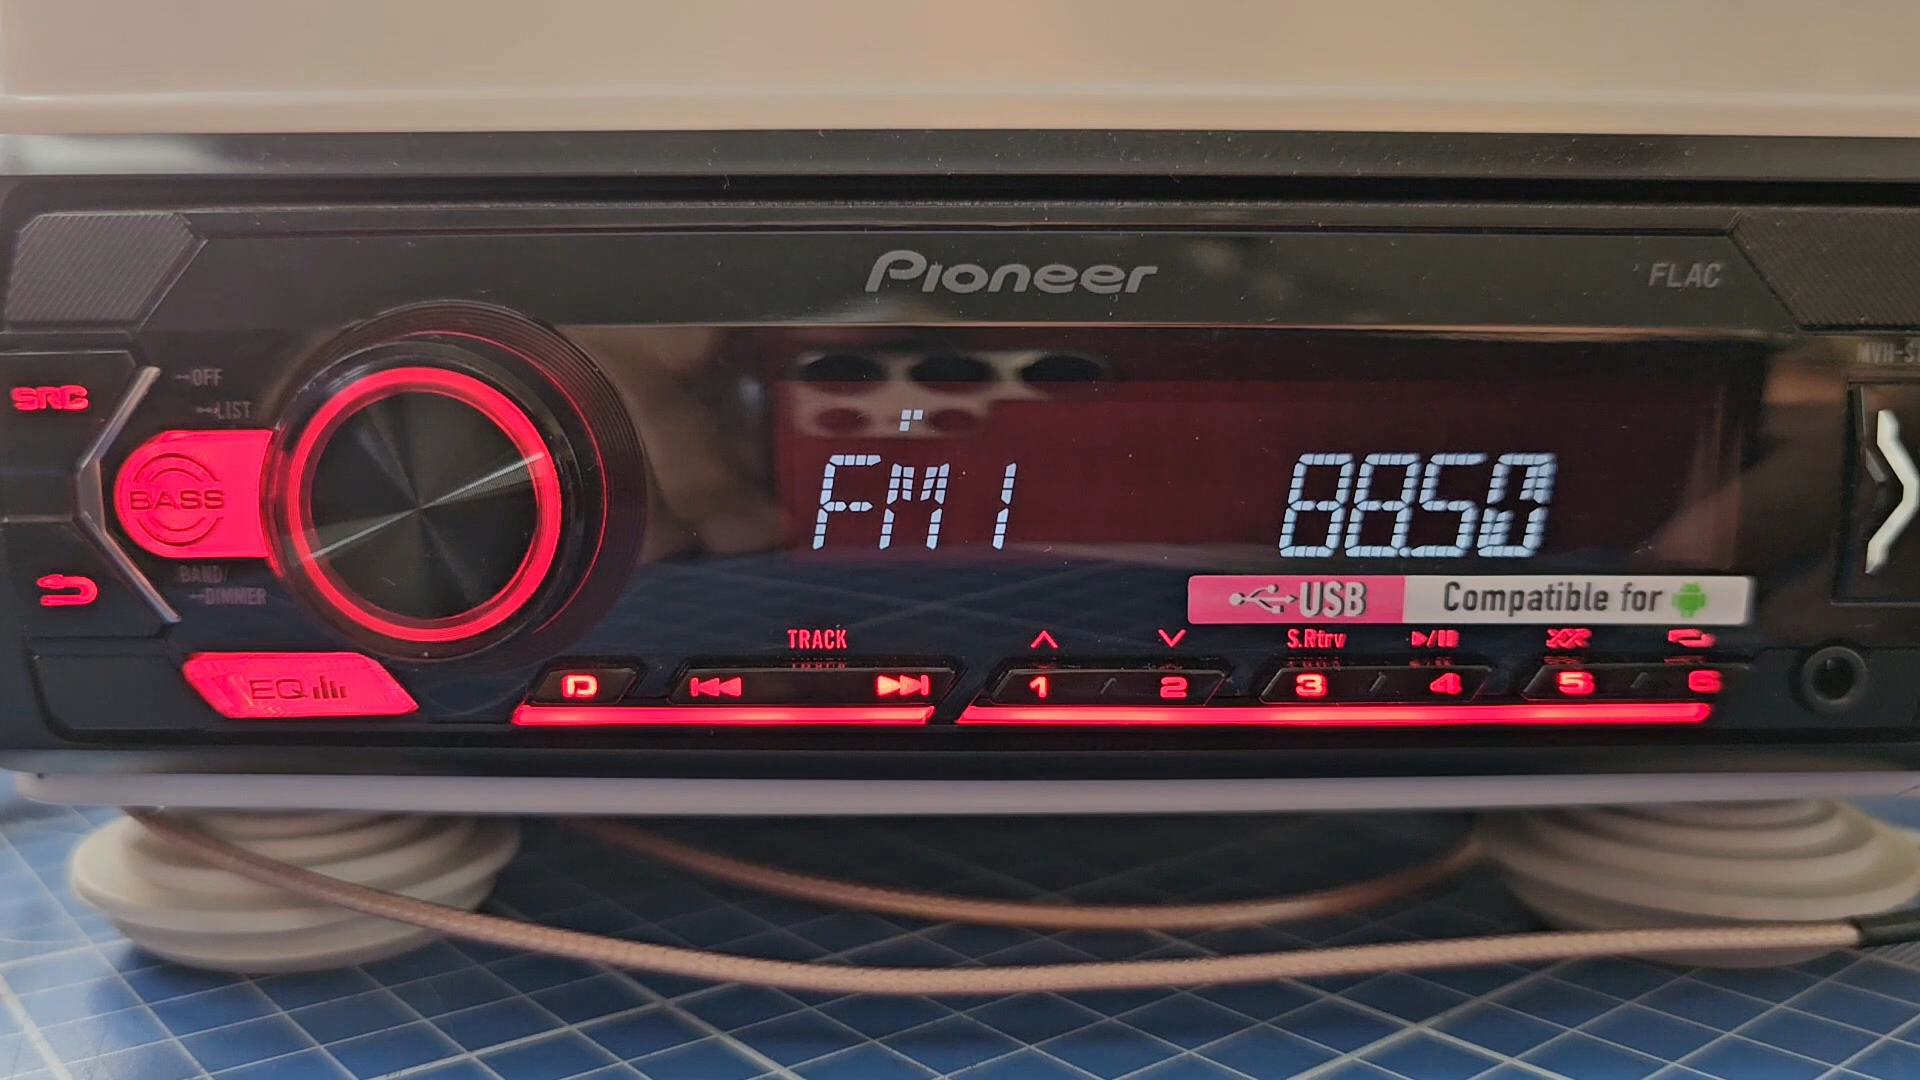 Pioneer
FLAC
OFF
LIST
SRC
BASS
BAND/
DIMMER
FM1 88.50
USB Compatible for
TRACK
S.Rtrv
EQ
D
1 / 2
3 / 4
5 / 6